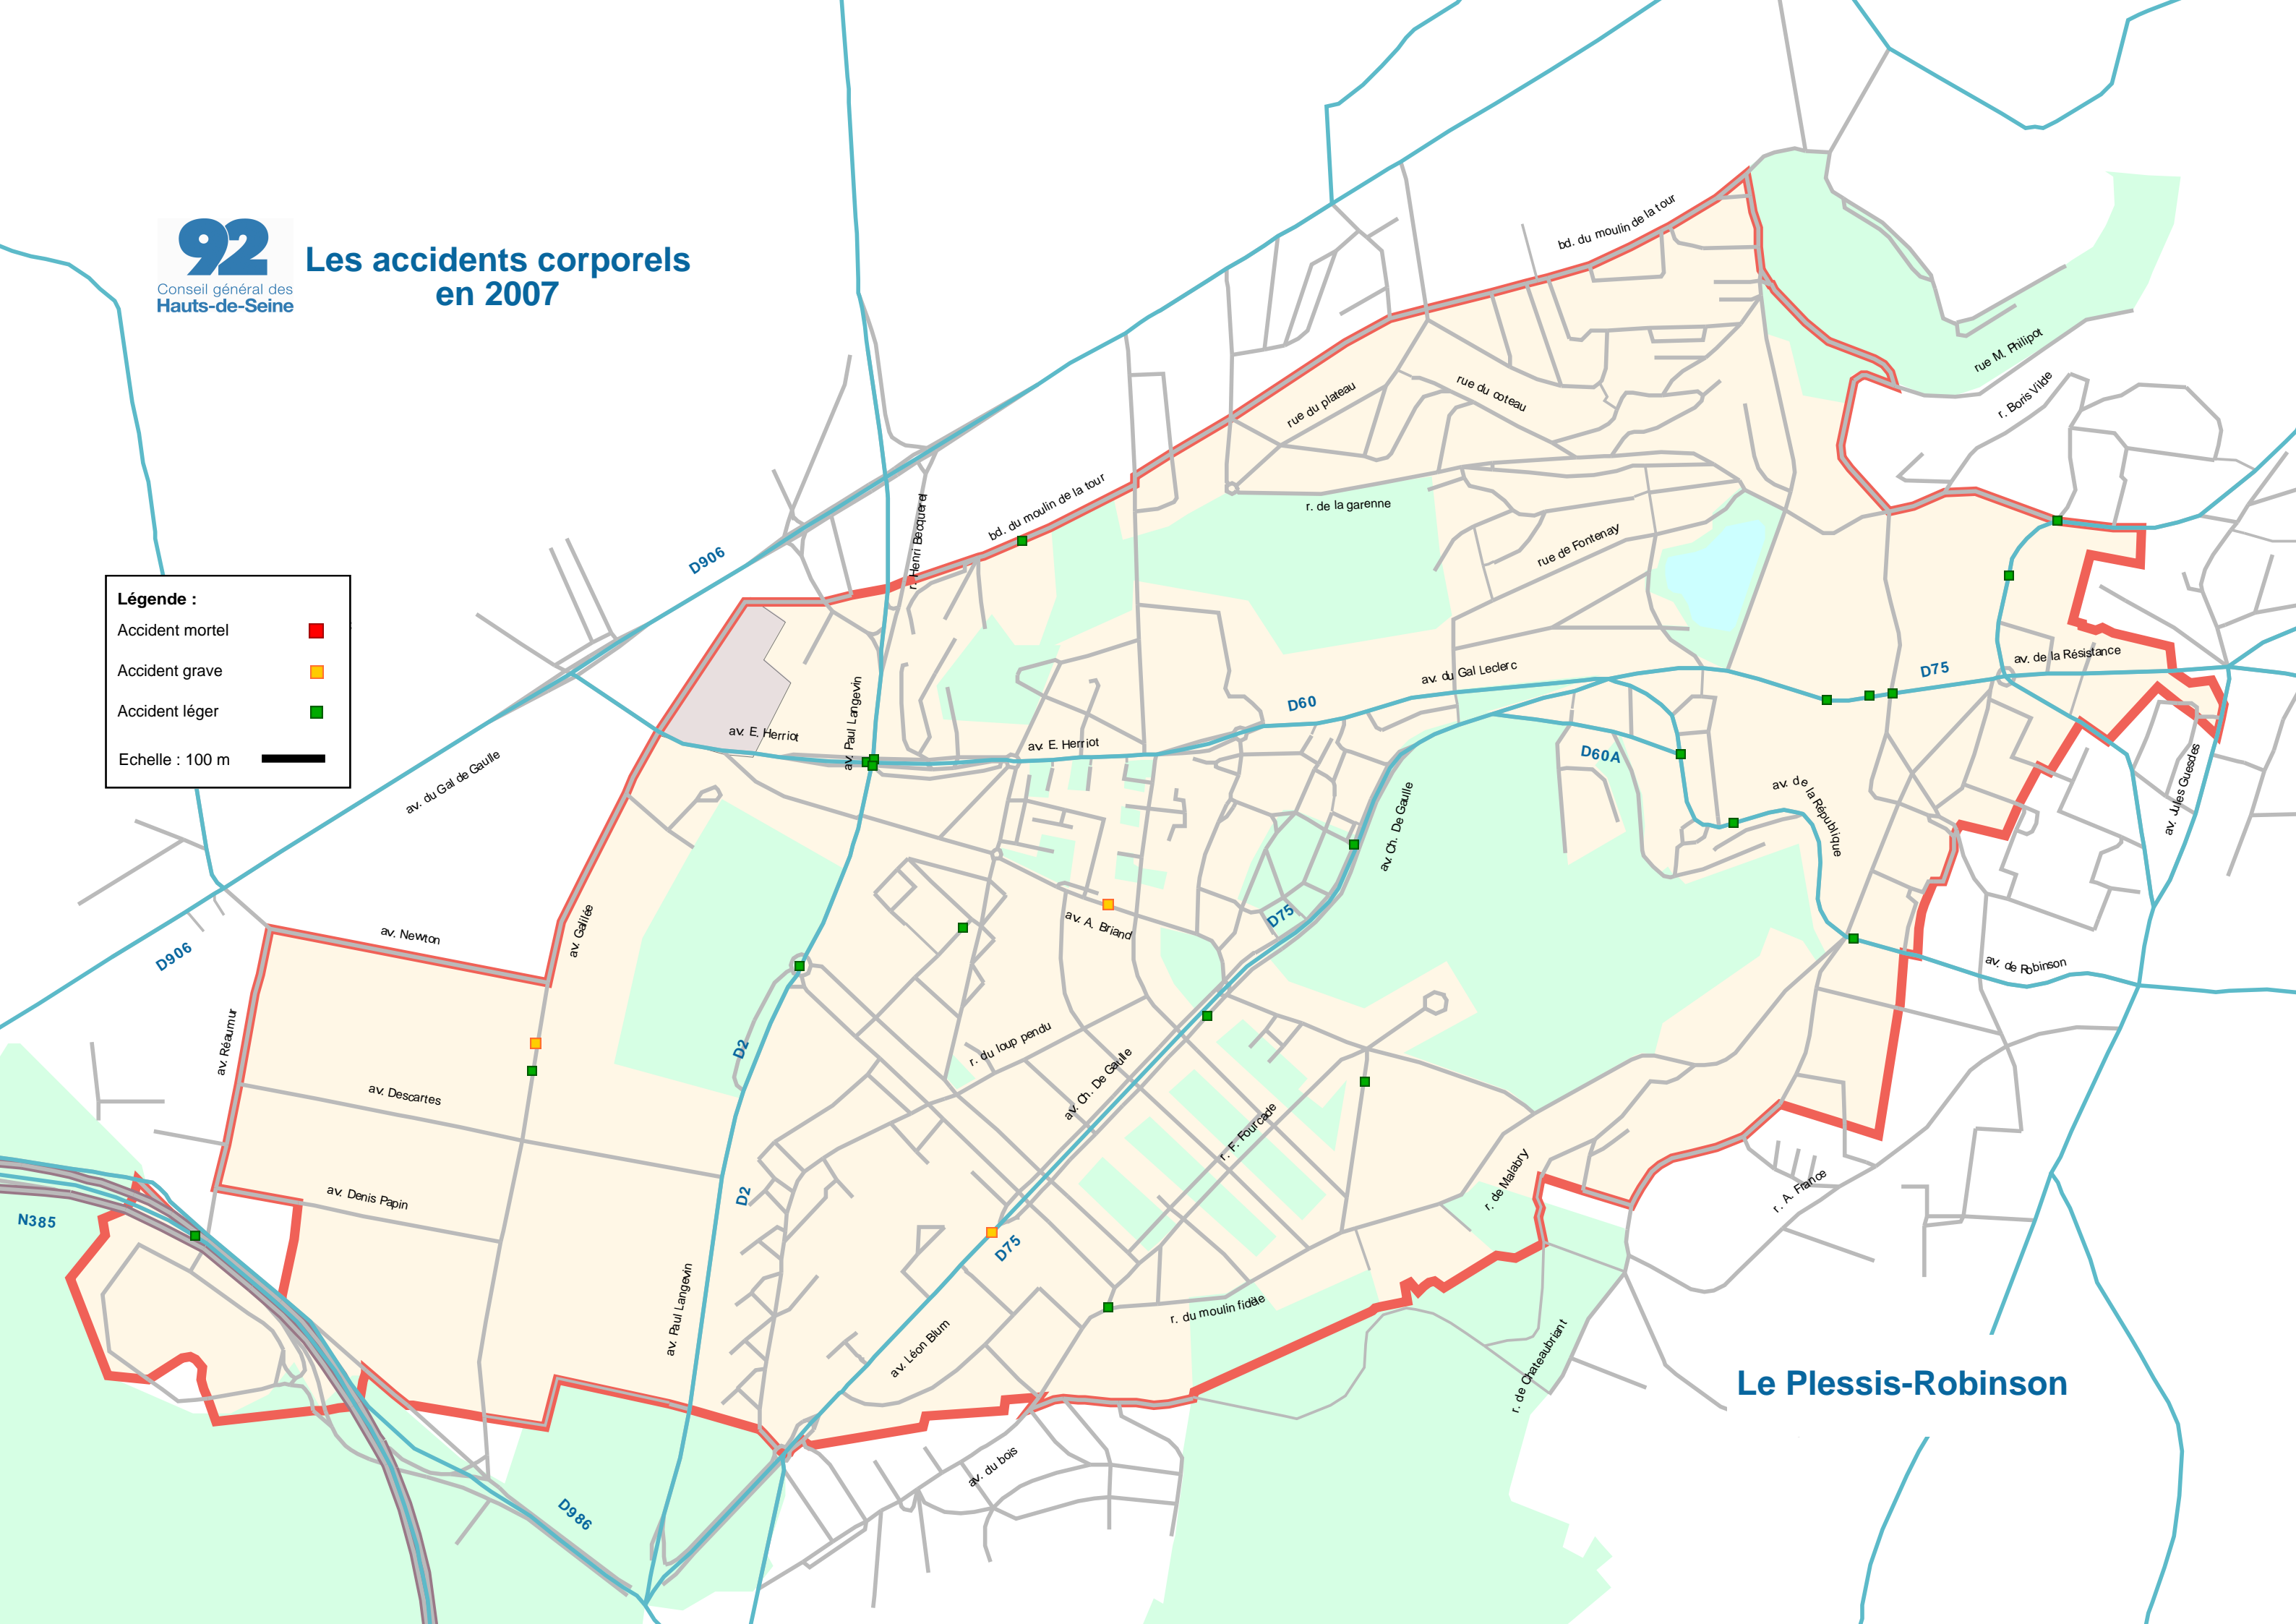 92
Conseil général des
Hauts-de-Seine
Les accidents corporels
en 2007
Légende :
Accident mortel
Accident grave
Accident léger
Echelle : 100 m
bd. du moulin de la tour
rue M. Philipot
r. Boris Vilde
rue du plateau
rue du coteau
r. Henri Becquerel
bd. du moulin de la tour
r. de la garenne
rue de Fontenay
D906
av. de la Résistance
D75
av. du Gal Leclerc
D60
av. Paul Langevin
av. E. Herriot
av. E. Herriot
D60A
av. du Gal de Gaulle
av. Ch. De Gaulle
av. de la République
av. Jules Guesdes
D75
av. A. Briand
av. Galilée
av. Newton
D906
av. de Robinson
av. Réaumur
D2
r. du loup pendu
av. Ch. De Gaulle
av. Descartes
r. F. Fourcade
r. de Malabry
r. A. France
av. Denis Papin
D2
N385
D75
av. Paul Langevin
r. du moulin fidèle
av. Léon Blum
r. de Chateaubriant
Le Plessis-Robinson
av. du bois
D986